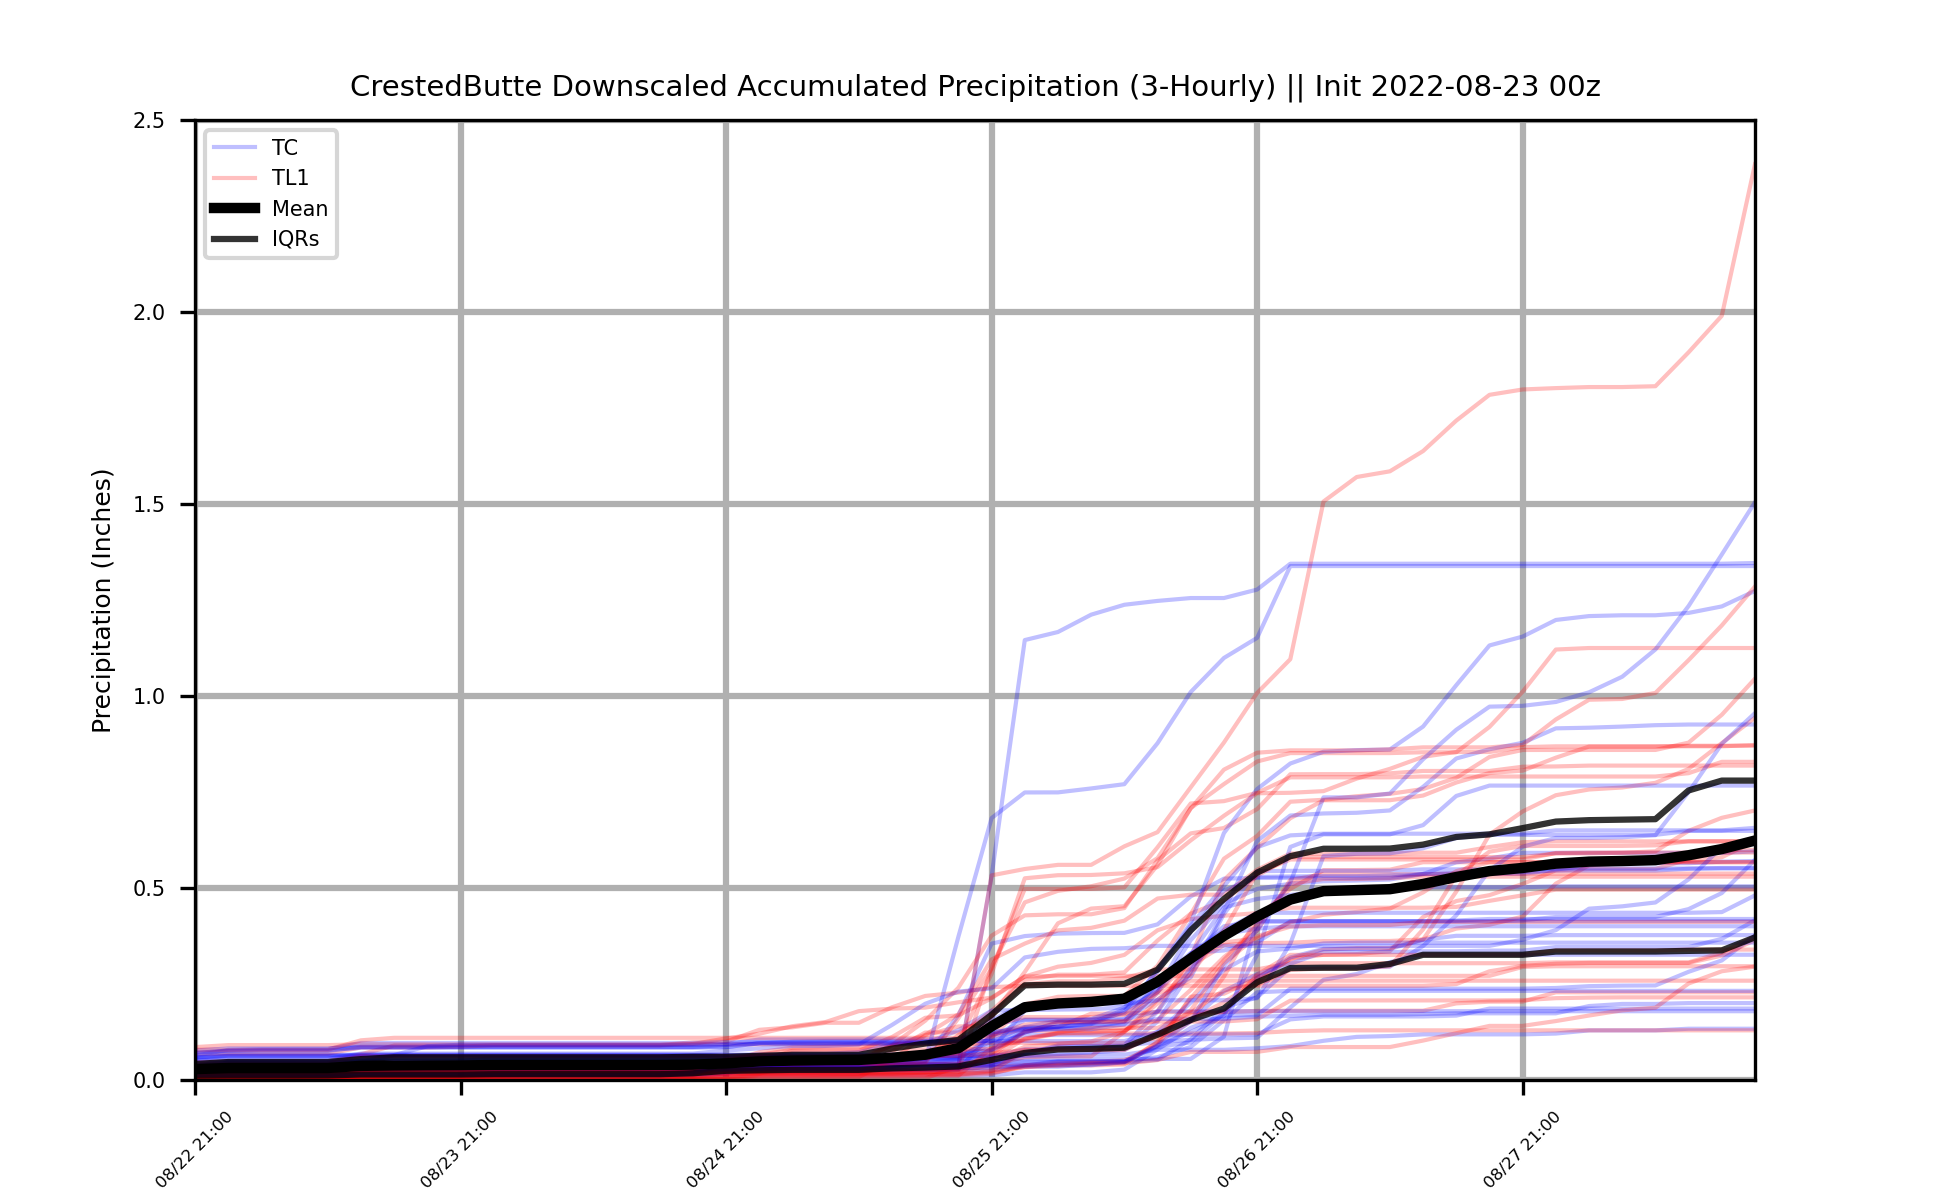 CrestedButte Downscaled Accumulated Precipitation (3-Hourly) || Init 2022-08-23 00z
2.5
2.0
1.5
1.0
0.5
0.0
Precipitation (Inches)
TC
TL1
Mean
IQRs
08/22 21:00
08/23 21:00
08/24 21:00
08/25 21:00
08/26 21:00
08/27 21:00